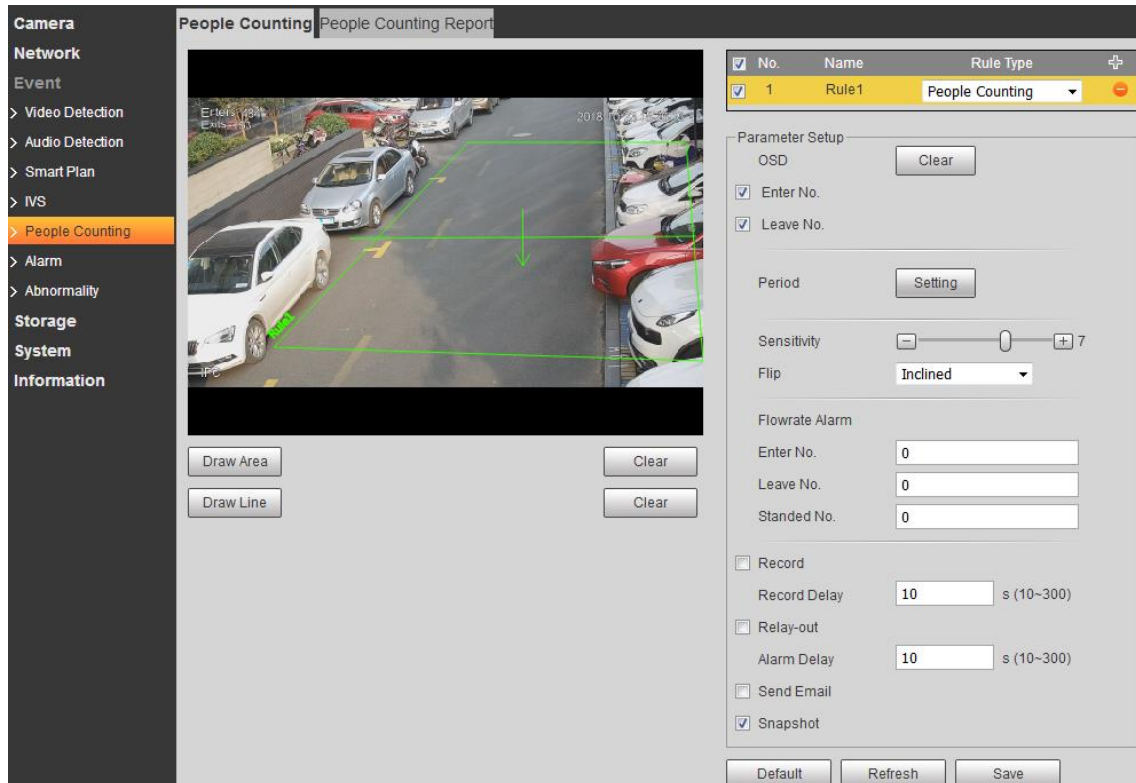 Camera
Network
Event
Video Detection
Audio Detection
Smart Plan
IVS
People Counting
Alarm
Abnormality
Storage
System
Information
People Counting People Counting Report
Rule1
IPC
Draw Area Clear
Draw Line Clear
No. Name Rule Type
1 Rule1 People Counting
Parameter Setup
OSD Clear
Enter No.
Leave No.
Period Setting
Sensitivity 7
Flip Inclined
Flowrate Alarm
Enter No. 0
Leave No. 0
Standed No. 0
Record
Record Delay 10 s (10~300)
Relay-out
Alarm Delay 10 s (10~300)
Send Email
Snapshot
Default Refresh Save